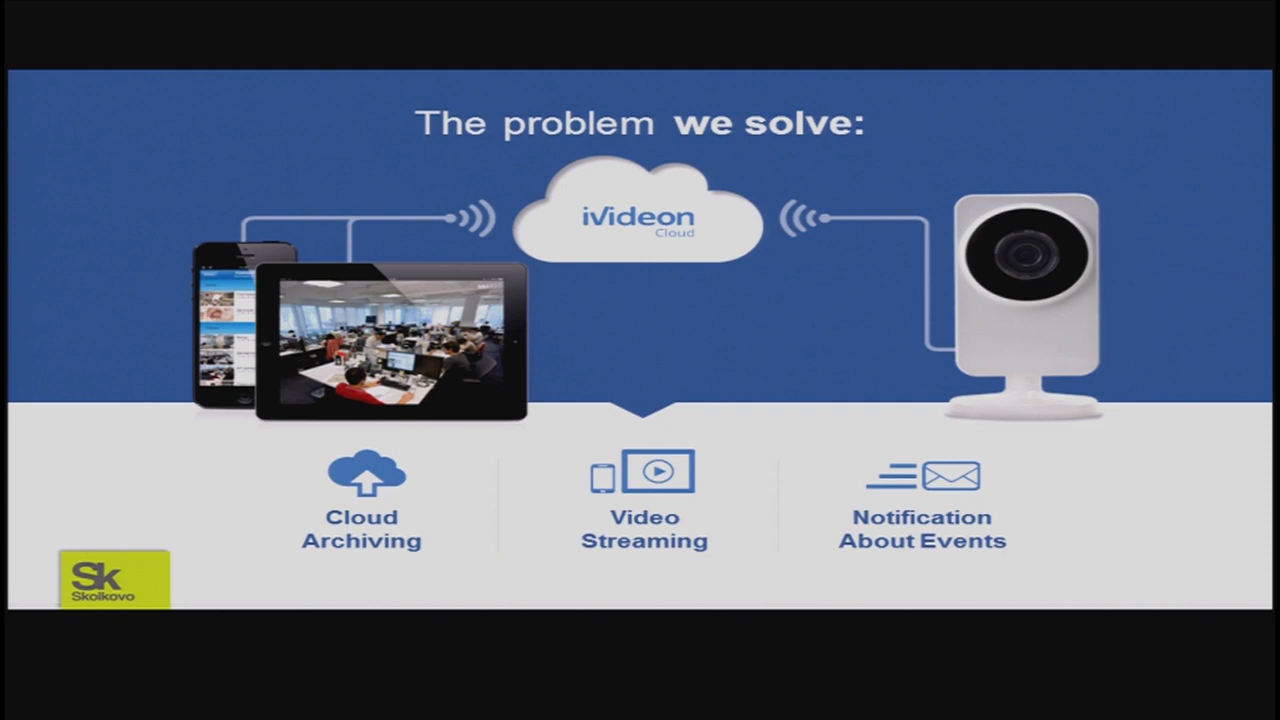 The problem we solve:
iVideon
Cloud
Cloud
Archiving
Video
Streaming
Notification
About Events
Sk
Skolkovo